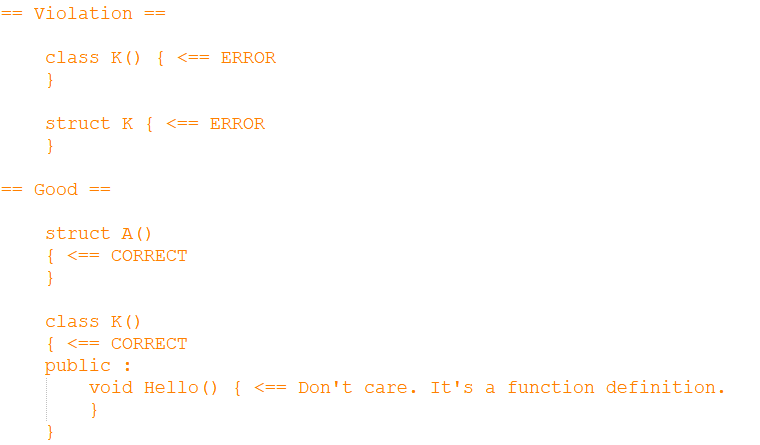 == Violation ==
class K() { <== ERROR
}
struct K { <== ERROR
}
== Good ==
struct A()
{ <== CORRECT
}
class K()
{ <== CORRECT
public :
void Hello() { <== Don't care. It's a function definition.
}
}